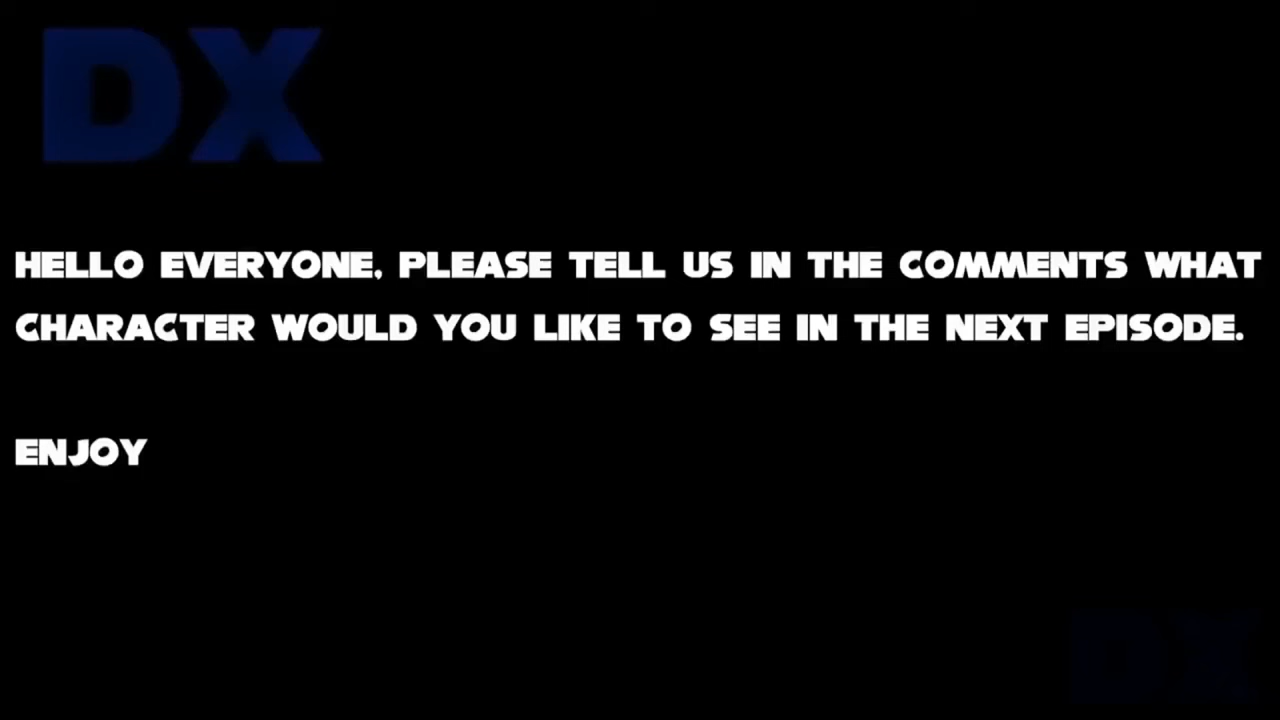 DX
HELLO EVERYONE, PLEASE TELL US IN THE COMMENTS WHAT
CHARACTER WOULD YOU LIKE TO SEE IN THE NEXT EPISODE.
ENJOY
DX